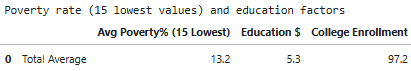 Poverty rate (15 lowest values) and education factors
Avg Poverty% (15 Lowest) Education $ College Enrollment
0 Total Average 13.2 5.3 97.2